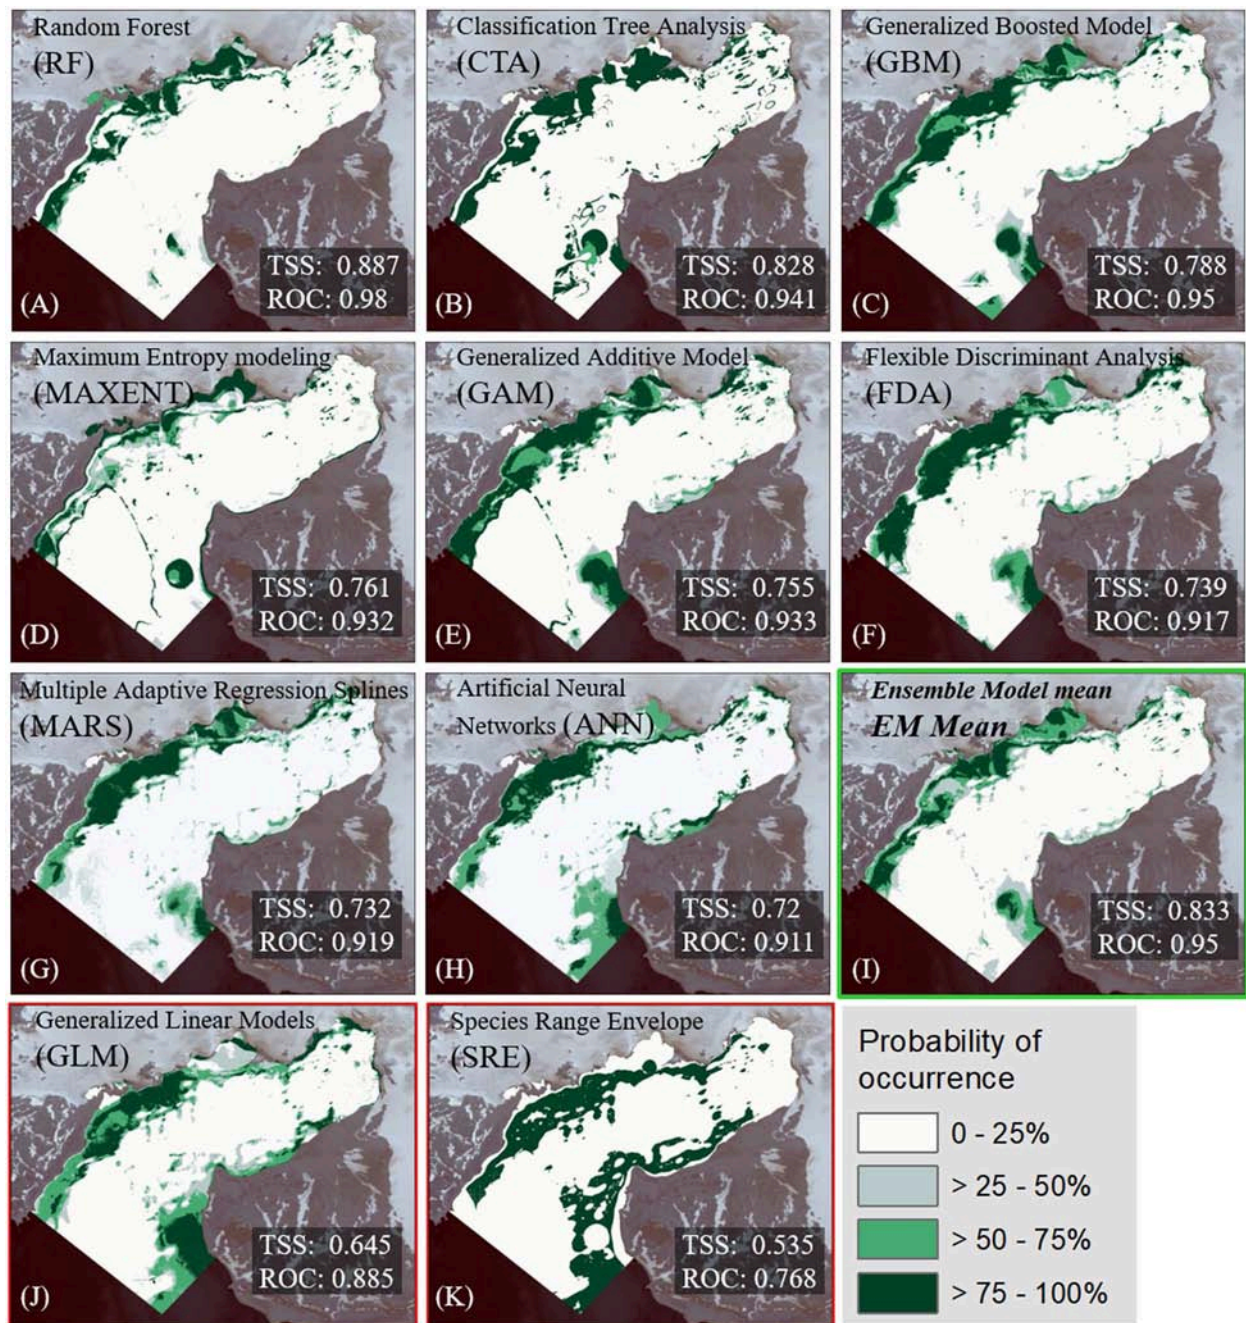 Random Forest
(RF)
TSS: 0.887
ROC: 0.98
(A)
Classification Tree Analysis
(CTA)
TSS: 0.828
ROC: 0.941
(B)
Generalized Boosted Model
(GBM)
TSS: 0.788
ROC: 0.95
(C)
Maximum Entropy modeling
(MAXENT)
TSS: 0.761
ROC: 0.932
(D)
Generalized Additive Model
(GAM)
TSS: 0.755
ROC: 0.933
(E)
Flexible Discriminant Analysis
(FDA)
TSS: 0.739
ROC: 0.917
(F)
Multiple Adaptive Regression Splines
(MARS)
TSS: 0.732
ROC: 0.919
(G)
Artificial Neural
Networks (ANN)
TSS: 0.72
ROC: 0.911
(H)
Ensemble Model mean
EM Mean
TSS: 0.833
ROC: 0.95
(I)
Generalized Linear Models
(GLM)
TSS: 0.645
ROC: 0.885
(J)
Species Range Envelope
(SRE)
TSS: 0.535
ROC: 0.768
(K)
Probability of
occurrence
0 - 25%
> 25 - 50%
> 50 - 75%
> 75 - 100%